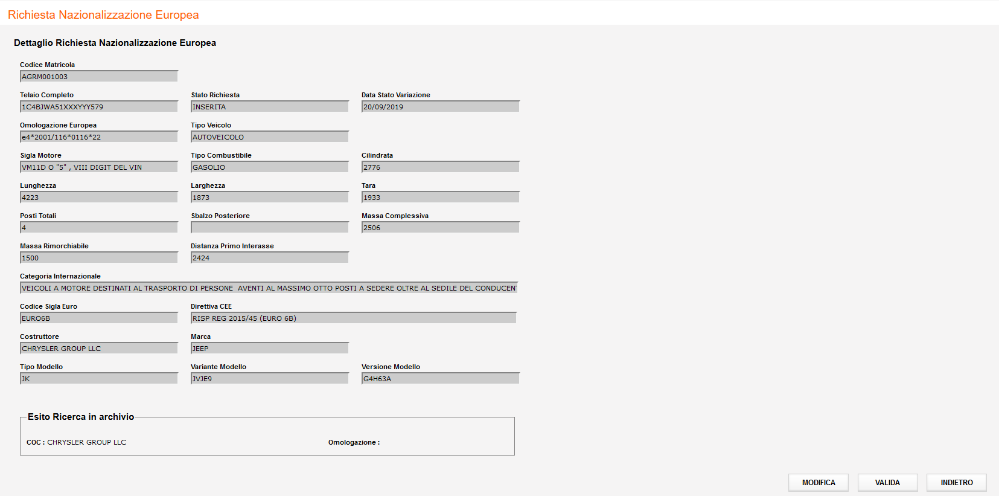 Richiesta Nazionalizzazione Europea
Dettaglio Richiesta Nazionalizzazione Europea
Codice Matricola
AGRM001003
Telaio Completo Stato Richiesta Data Stato Variazione
1C4BJWA51XXXYYY579 INSERITA 20/09/2019
Omologazione Europea Tipo Veicolo
e4*2001/116*0116*22 AUTOVEICOLO
Sigla Motore Tipo Combustibile Cilindrata
VM11D O "5" , VIII DIGIT DEL VIN GASOLIO 2776
Lunghezza Larghezza Tara
4223 1873 1933
Posti Totali Sbalzo Posteriore Massa Complessiva
4 2506
Massa Rimorchiabile Distanza Primo Interasse
1500 2424
Categoria Internazionale
VEICOLI A MOTORE DESTINATI AL TRASPORTO DI PERSONE  AVENTI AL MASSIMO OTTO POSTI A SEDERE OLTRE AL SEDILE DEL CONDUCENT
Codice Sigla Euro Direttiva CEE
EURO6B RISP REG 2015/45 (EURO 6B)
Costruttore Marca
CHRYSLER GROUP LLC JEEP
Tipo Modello Variante Modello Versione Modello
JK JVJE9 G4H63A
Esito Ricerca in archivio
COC : CHRYSLER GROUP LLC Omologazione :
MODIFICA VALIDA INDIETRO